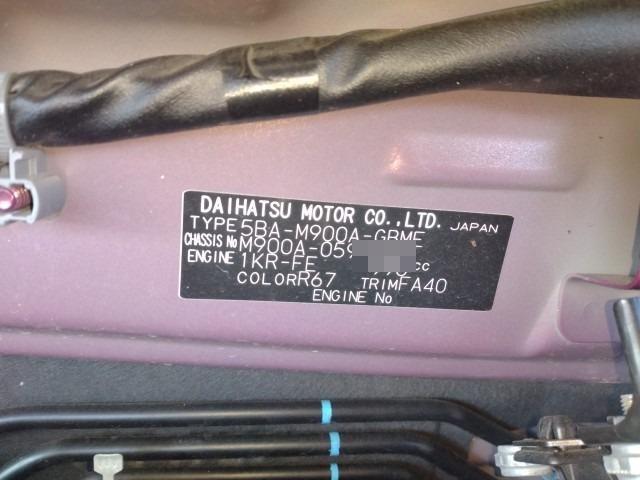 DAIHATSU MOTOR CO.,LTD. JAPAN
TYPE 5BA-M900A-GBME
CHASSIS No M900A-059
ENGINE 1KR-FE cc
COLOR R67 TRIM FA40
ENGINE No